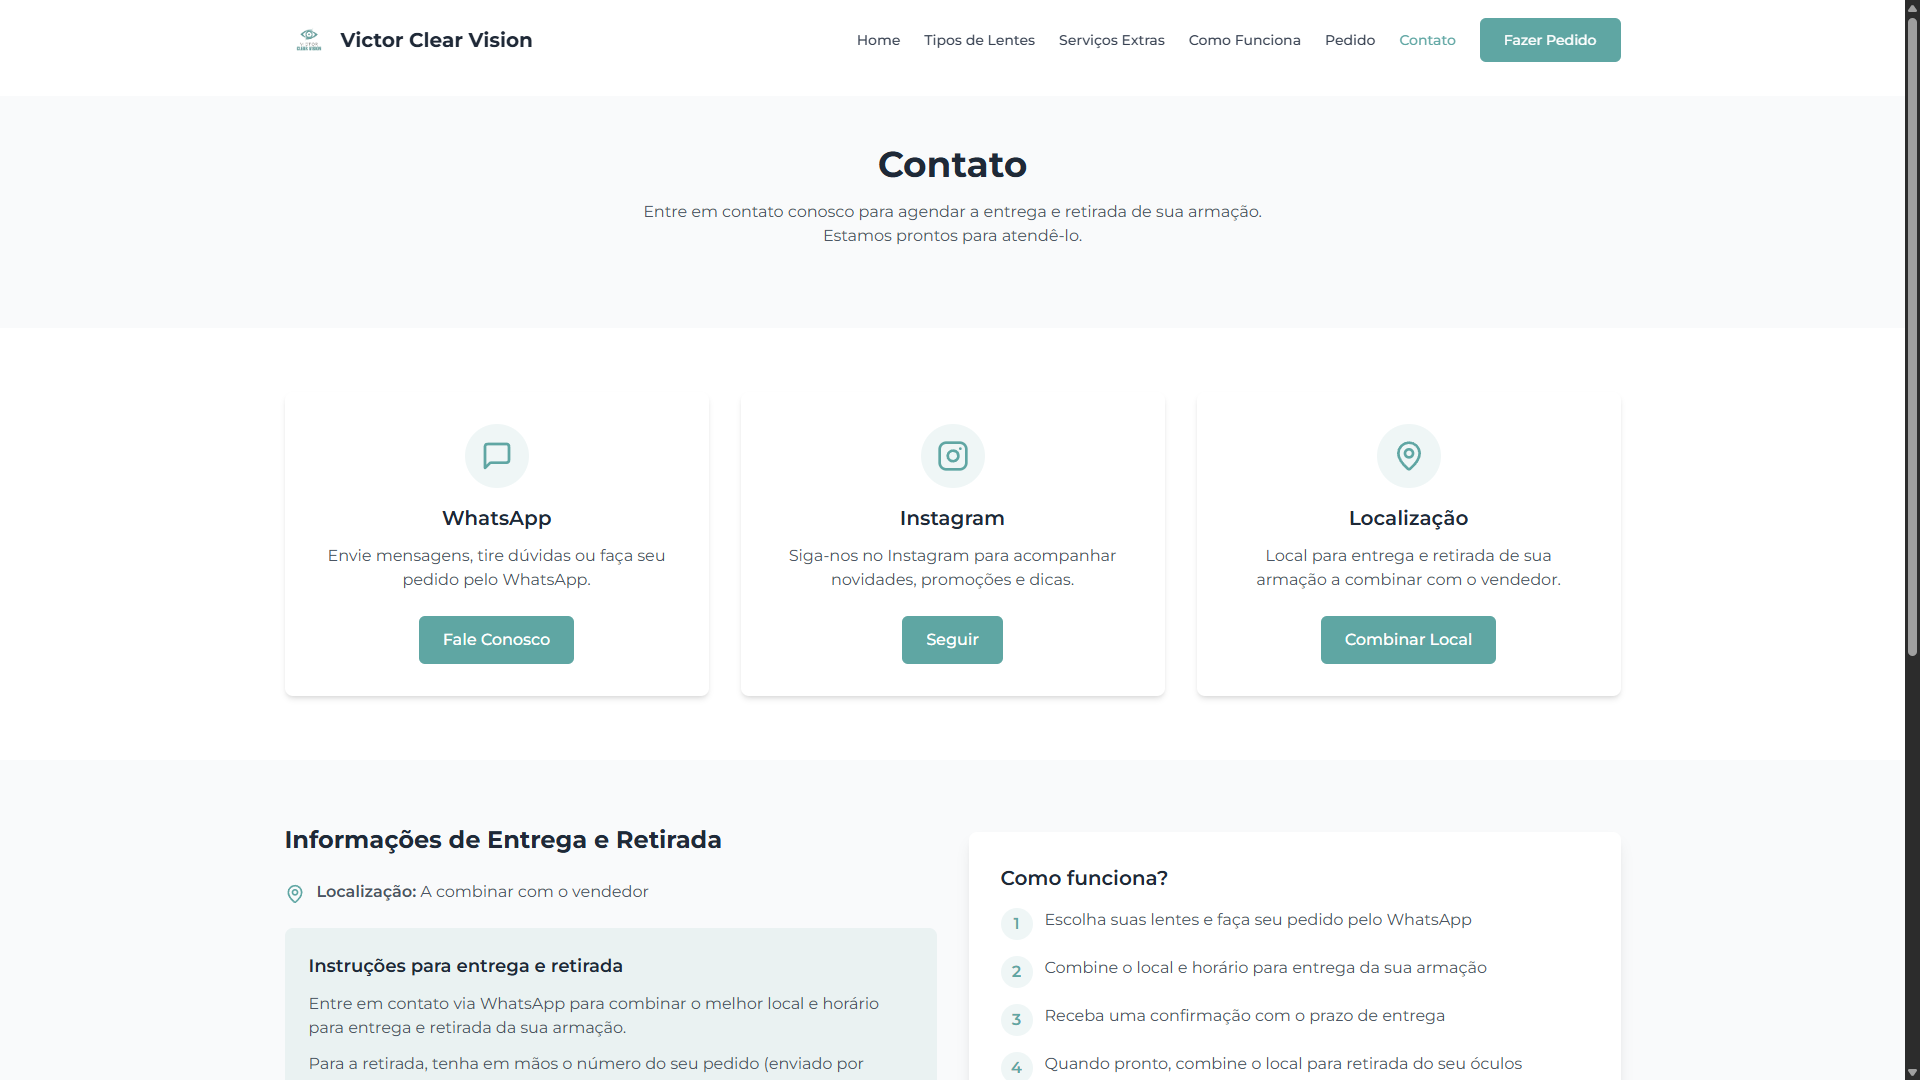 VICTOR
CLEAR VISION
Victor Clear Vision
Home
Tipos de Lentes
Serviços Extras
Como Funciona
Pedido
Contato
Fazer Pedido
Contato
Entre em contato conosco para agendar a entrega e retirada de sua armação.
Estamos prontos para atendê-lo.
WhatsApp
Envie mensagens, tire dúvidas ou faça seu
pedido pelo WhatsApp.
Fale Conosco
Instagram
Siga-nos no Instagram para acompanhar
novidades, promoções e dicas.
Seguir
Localização
Local para entrega e retirada de sua
armação a combinar com o vendedor.
Combinar Local
Informações de Entrega e Retirada
Localização: A combinar com o vendedor
Instruções para entrega e retirada
Entre em contato via WhatsApp para combinar o melhor local e horário
para entrega e retirada da sua armação.
Para a retirada, tenha em mãos o número do seu pedido (enviado por
Como funciona?
1 Escolha suas lentes e faça seu pedido pelo WhatsApp
2 Combine o local e horário para entrega da sua armação
3 Receba uma confirmação com o prazo de entrega
4 Quando pronto, combine o local para retirada do seu óculos